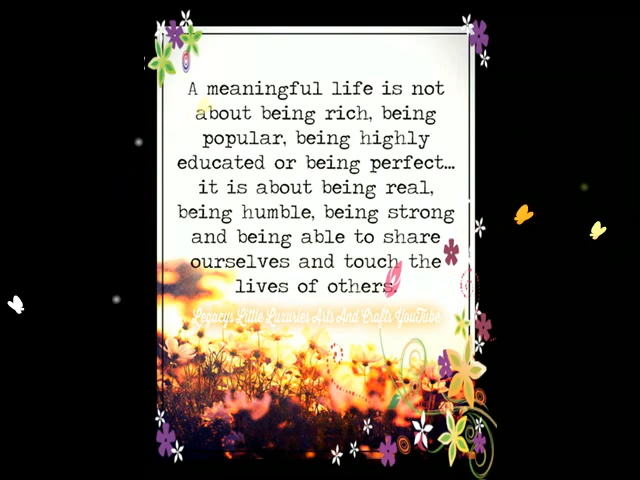 A meaningful life is not
about being rich, being
popular, being highly
educated or being perfect...
it is about being real,
being humble, being strong
and being able to share
ourselves and touch the
lives of others.
Legacys Little Luxuries Arts And Crafts YouTube